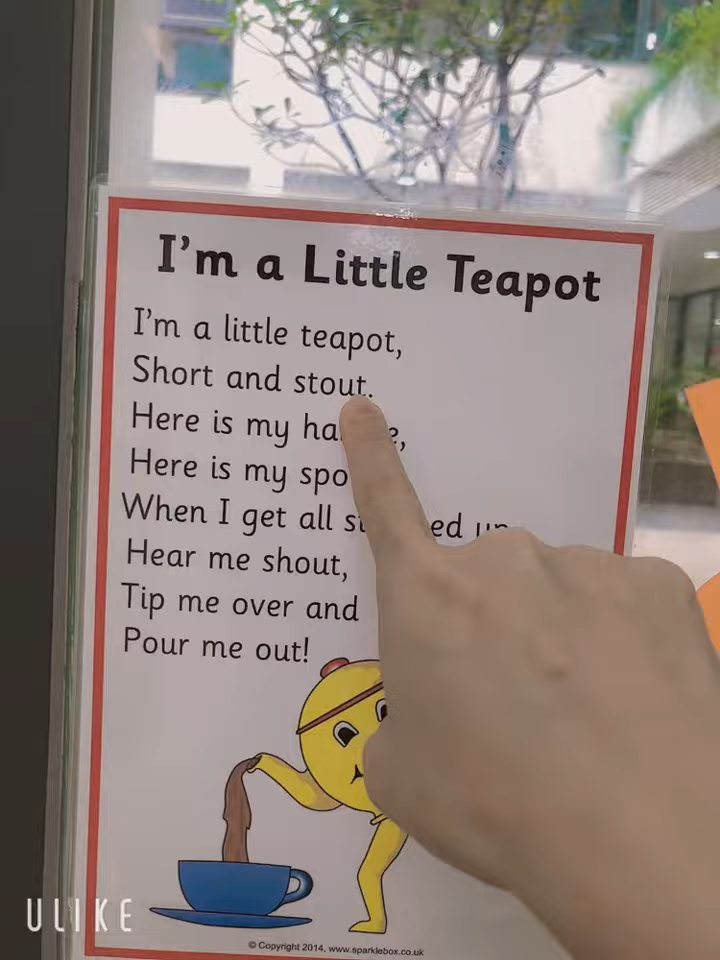 I'm a Little Teapot
I'm a little teapot,
Short and stout.
Here is my
Here is my
When I get all
Hear me shout,
Tip me over and
Pour me out!
© Copyright 2014, www.sparklebox.co.uk
ULIKE